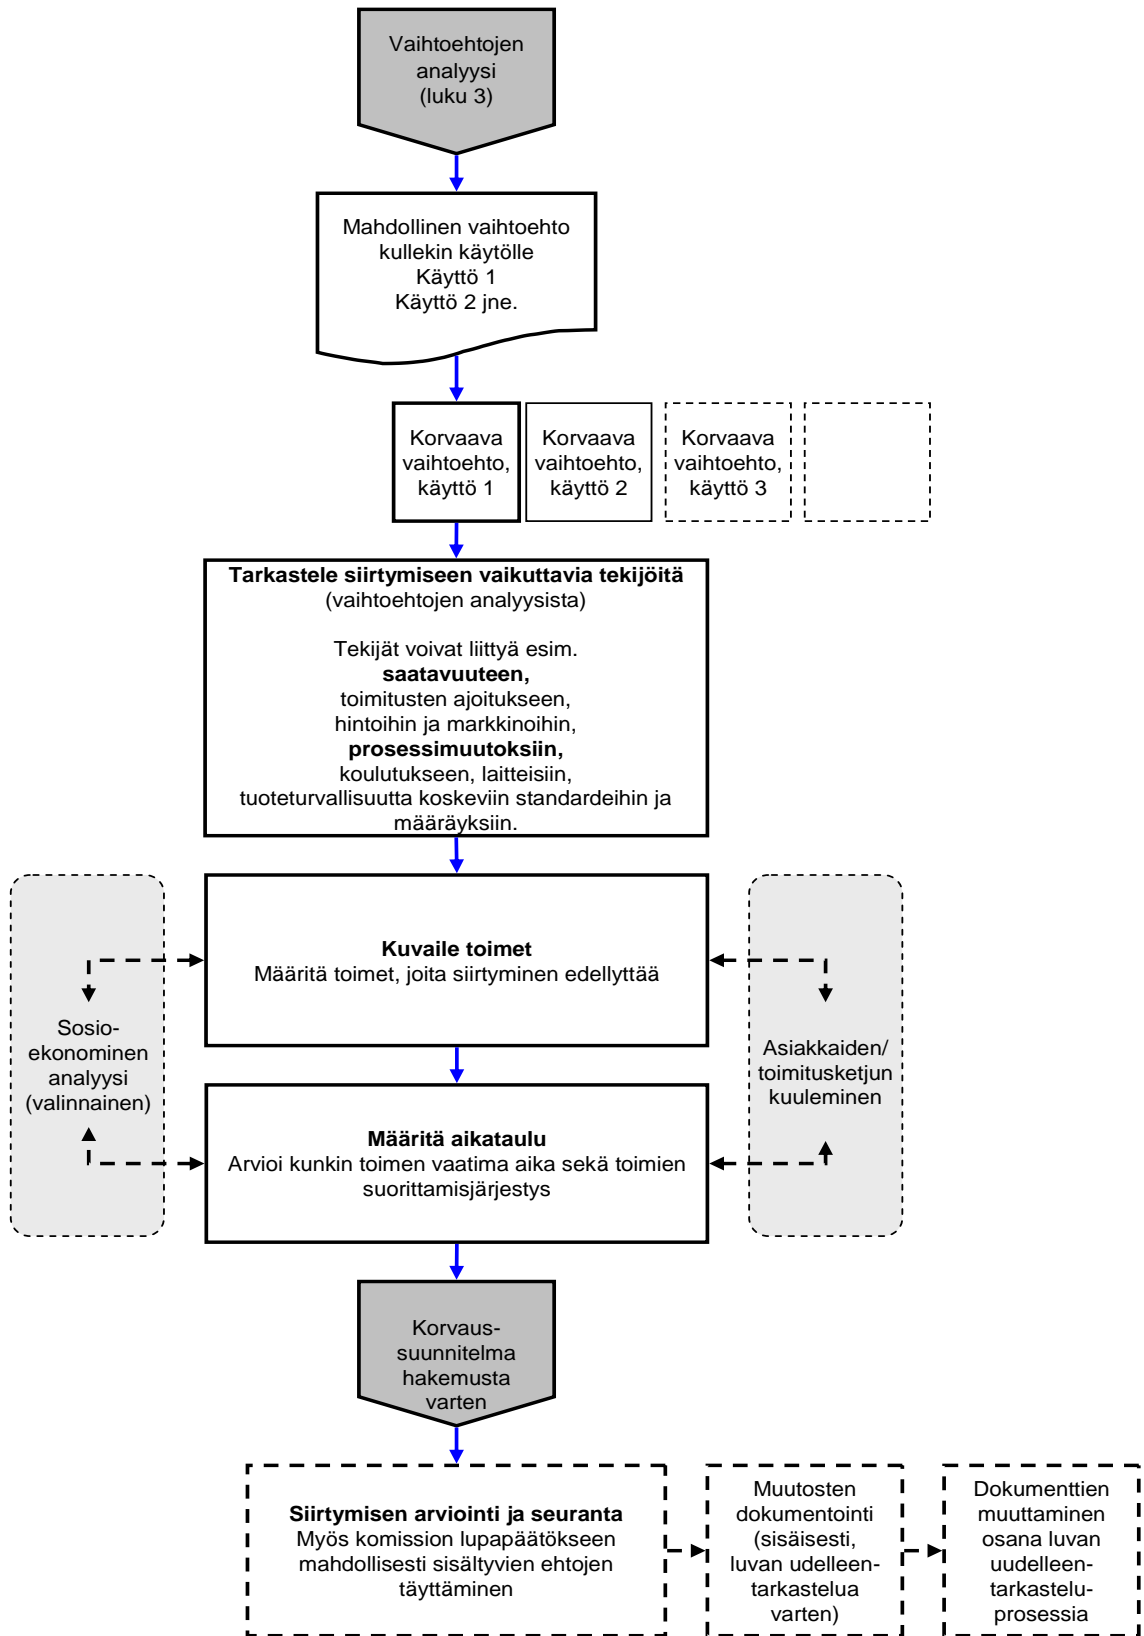 Vaihtoehtojen
analyysi
(luku 3)
Mahdollinen vaihtoehto
kullekin käytölle
Käyttö 1
Käyttö 2 jne.
Korvaava
vaihtoehto,
käyttö 1
Korvaava
vaihtoehto,
käyttö 2
Korvaava
vaihtoehto,
käyttö 3
Tarkastele siirtymiseen vaikuttavia tekijöitä
(vaihtoehtojen analyysista)
Tekijät voivat liittyä esim.
saatavuuteen,
toimitusten ajoitukseen,
hintoihin ja markkinoihin,
prosessimuutoksiin,
koulutukseen, laitteisiin,
tuoteturvallisuutta koskeviin standardeihin ja
määräyksiin.
Kuvaile toimet
Määritä toimet, joita siirtyminen edellyttää
Sosio-
ekonominen
analyysi
(valinnainen)
Asiakkaiden/
toimitusketjun
kuuleminen
Määritä aikataulu
Arvioi kunkin toimen vaatima aika sekä toimien
suorittamisjärjestys
Korvaus-
suunnitelma
hakemusta
varten
Siirtymisen arviointi ja seuranta
Myös komission lupapäätökseen
mahdollisesti sisältyvien ehtojen
täyttäminen
Muutosten
dokumentointi
(sisäisesti,
luvan udelleen-
tarkastelua
varten)
Dokumenttien
muuttaminen
osana luvan
uudelleen-
tarkastelu-
prosessia